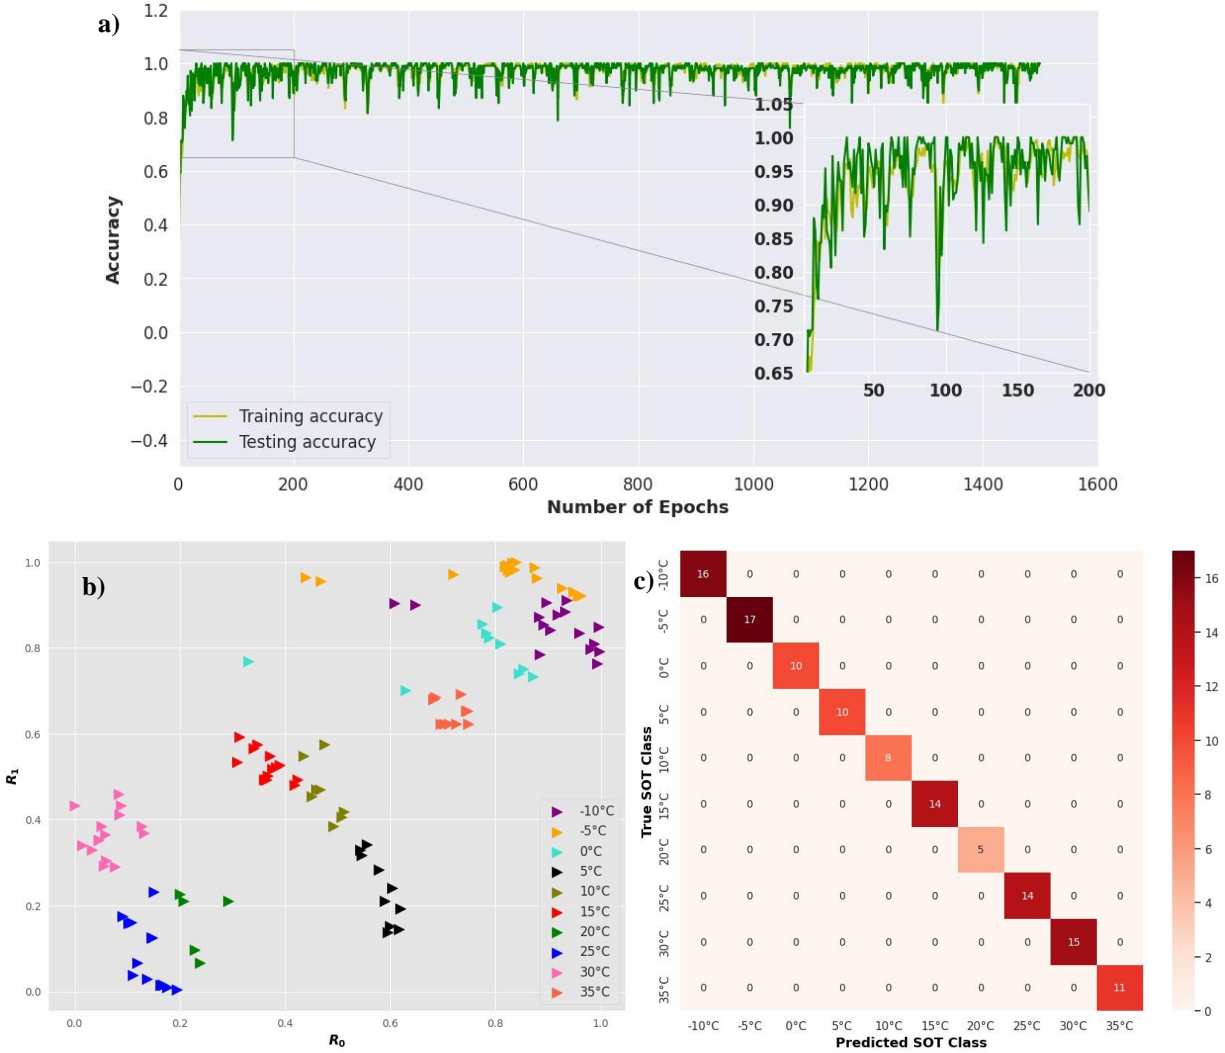 a)
1.2
1.0
0.8
0.6
0.4
0.2
0.0
−0.2
−0.4
Accuracy
1.05
1.00
0.95
0.90
0.85
0.80
0.75
0.70
0.65
50 100 150 200
Training accuracy
Testing accuracy
0 200 400 600 800 1000 1200 1400 1600
Number of Epochs
b)
1.0
0.8
0.6
0.4
0.2
0.0
R1
-10°C
-5°C
0°C
5°C
10°C
15°C
20°C
25°C
30°C
35°C
0.0 0.2 0.4 0.6 0.8 1.0
R0
c)
True SOT Class
-10°C 16 0 0 0 0 0 0 0 0 0
-5°C 0 17 0 0 0 0 0 0 0 0
0°C 0 0 10 0 0 0 0 0 0 0
5°C 0 0 0 10 0 0 0 0 0 0
10°C 0 0 0 0 8 0 0 0 0 0
15°C 0 0 0 0 0 14 0 0 0 0
20°C 0 0 0 0 0 0 5 0 0 0
25°C 0 0 0 0 0 0 0 14 0 0
30°C 0 0 0 0 0 0 0 0 15 0
35°C 0 0 0 0 0 0 0 0 0 11
-10°C -5°C 0°C 5°C 10°C 15°C 20°C 25°C 30°C 35°C
Predicted SOT Class
16
14
12
10
8
6
4
2
0